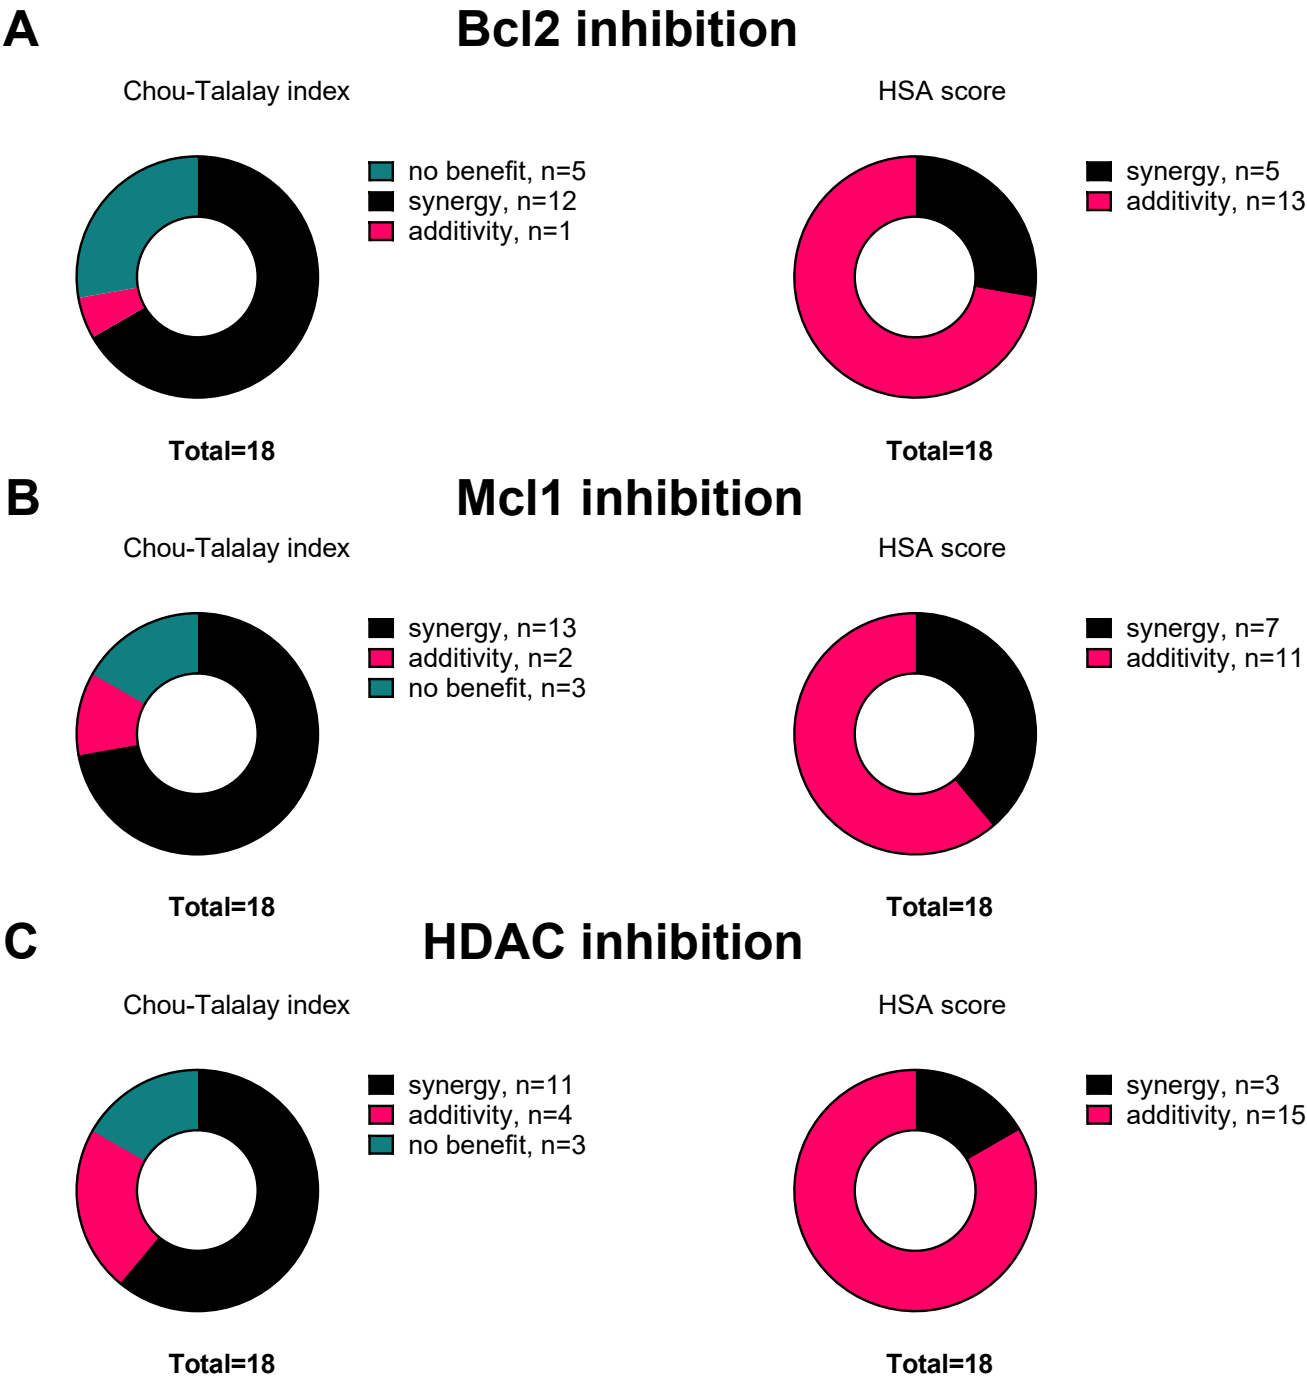 A
Bcl2 inhibition
Chou-Talalay index
no benefit, n=5
synergy, n=12
additivity, n=1
Total=18
HSA score
synergy, n=5
additivity, n=13
Total=18
B
Mcl1 inhibition
Chou-Talalay index
synergy, n=13
additivity, n=2
no benefit, n=3
Total=18
HSA score
synergy, n=7
additivity, n=11
Total=18
C
HDAC inhibition
Chou-Talalay index
synergy, n=11
additivity, n=4
no benefit, n=3
Total=18
HSA score
synergy, n=3
additivity, n=15
Total=18